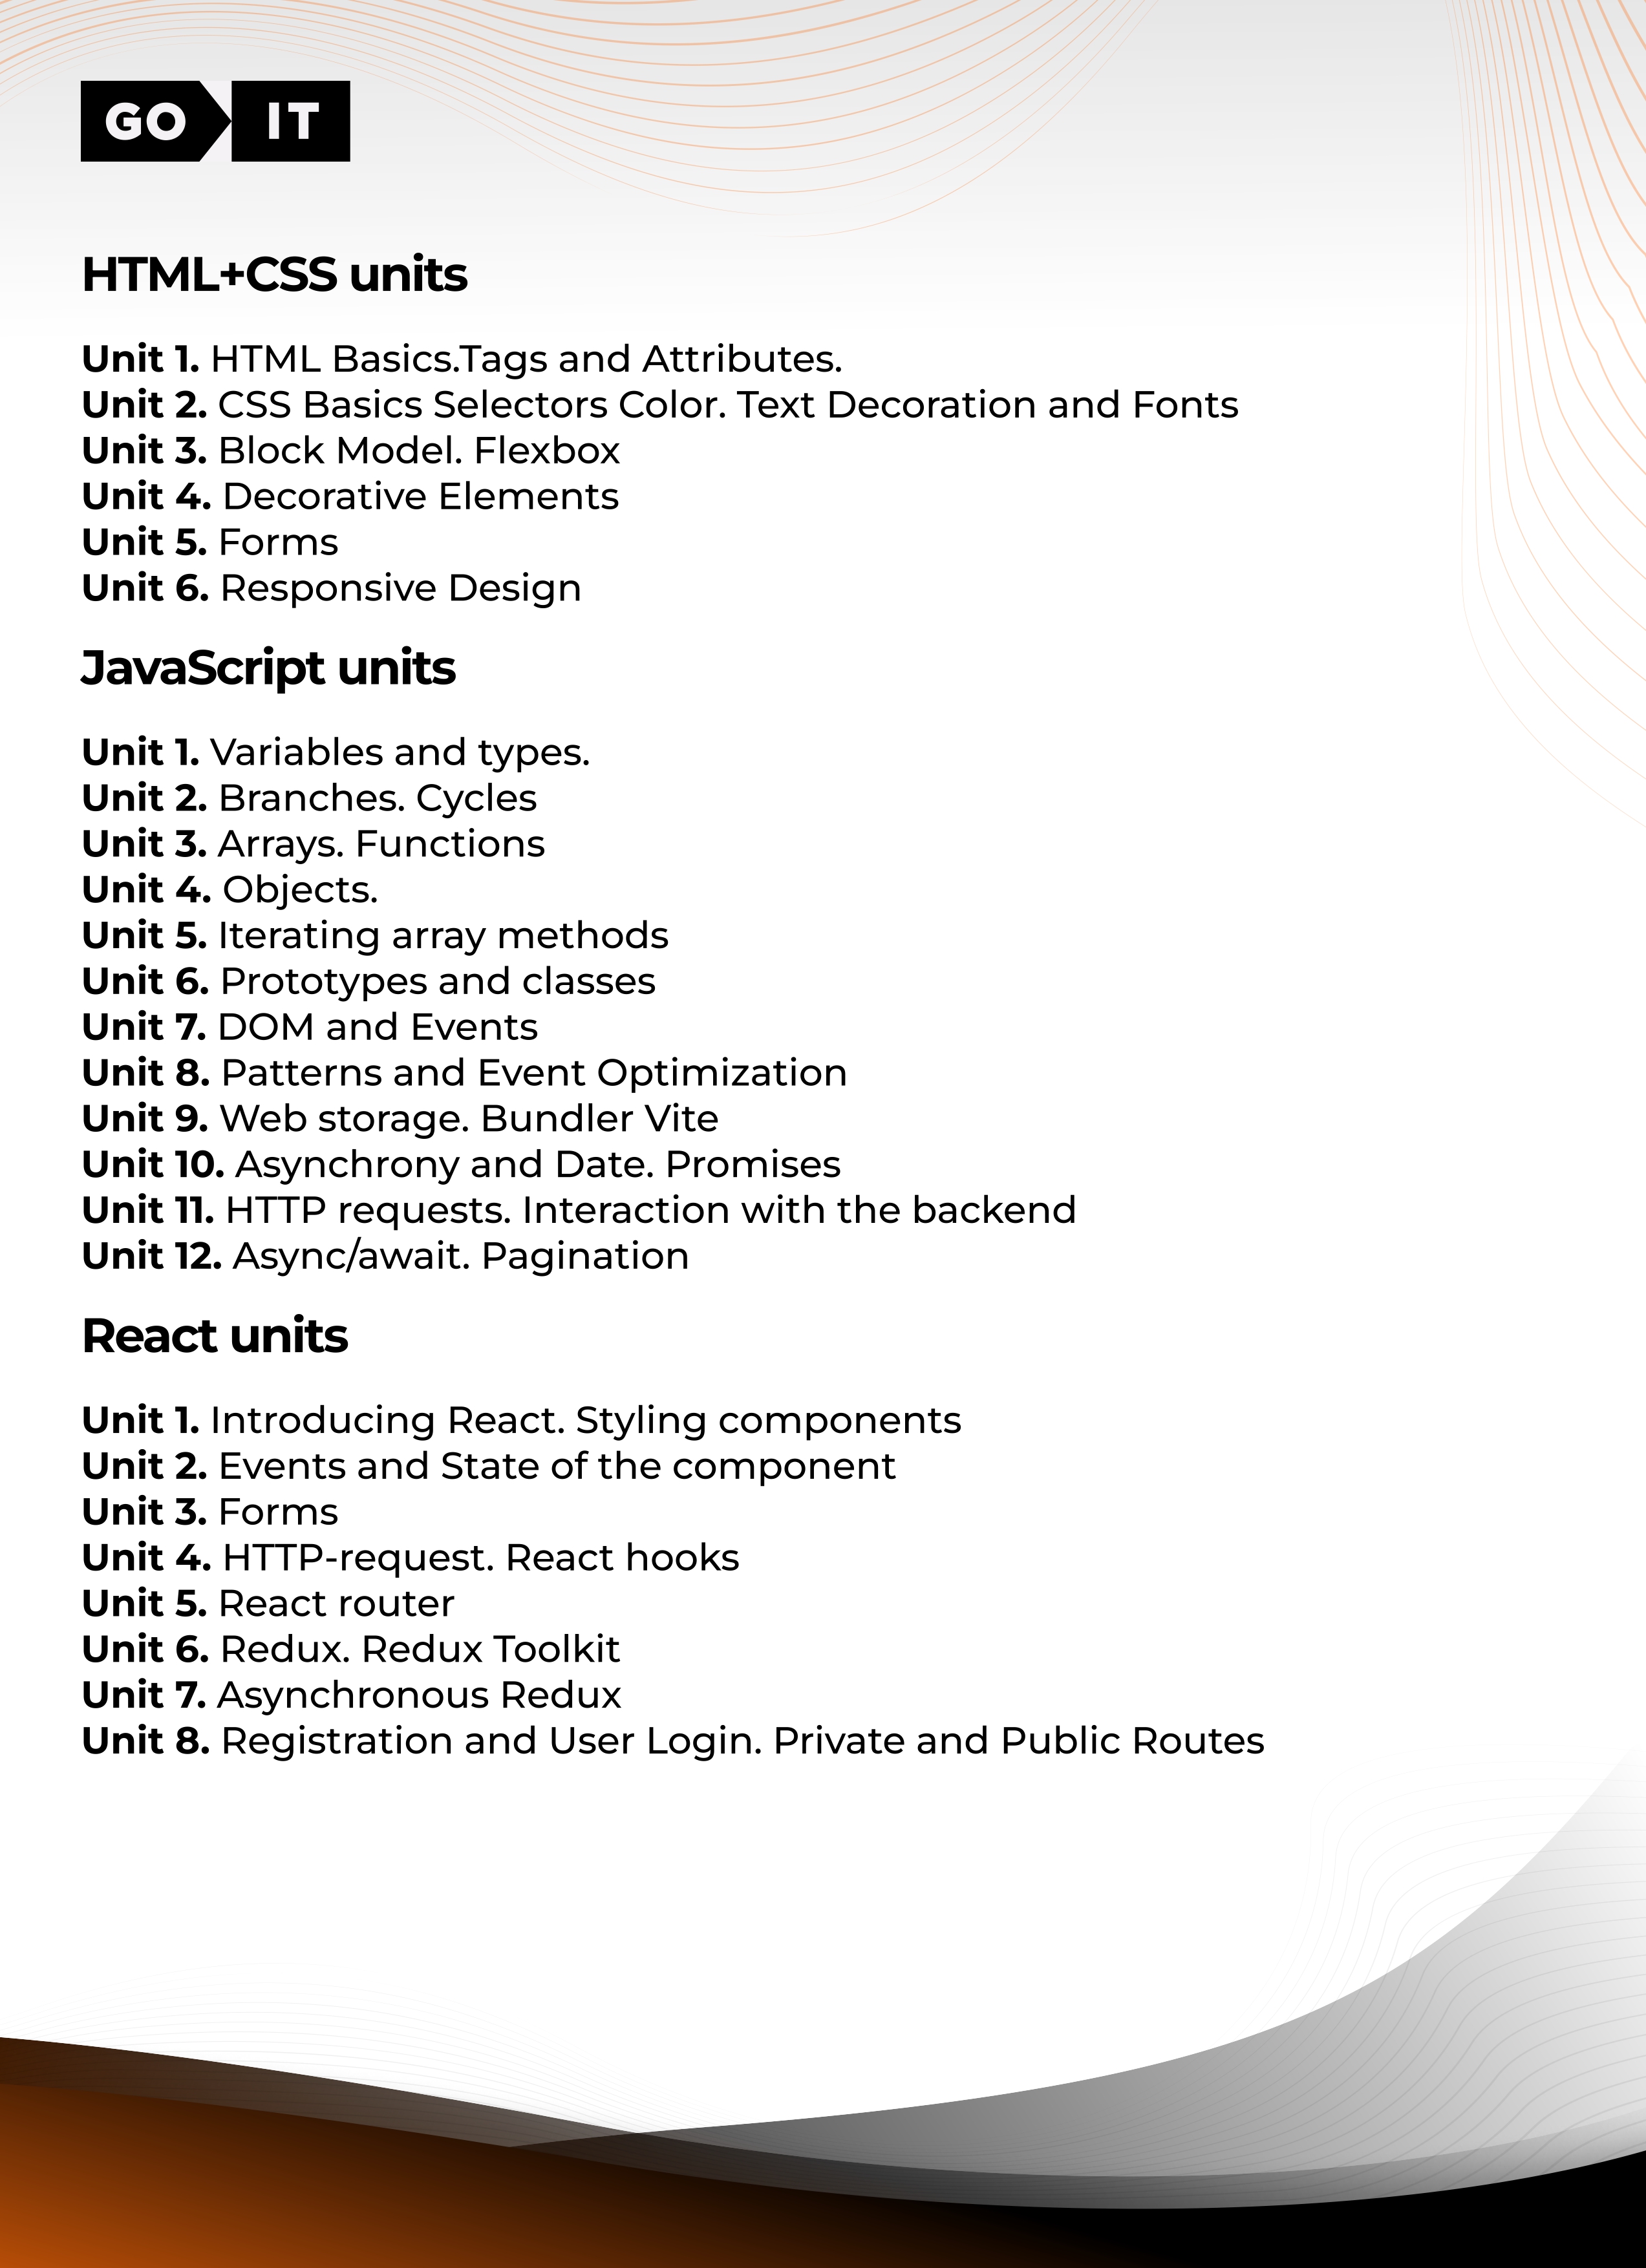 GO IT
HTML+CSS units
Unit 1. HTML Basics.Tags and Attributes.
Unit 2. CSS Basics Selectors Color. Text Decoration and Fonts
Unit 3. Block Model. Flexbox
Unit 4. Decorative Elements
Unit 5. Forms
Unit 6. Responsive Design
JavaScript units
Unit 1. Variables and types.
Unit 2. Branches. Cycles
Unit 3. Arrays. Functions
Unit 4. Objects.
Unit 5. Iterating array methods
Unit 6. Prototypes and classes
Unit 7. DOM and Events
Unit 8. Patterns and Event Optimization
Unit 9. Web storage. Bundler Vite
Unit 10. Asynchrony and Date. Promises
Unit 11. HTTP requests. Interaction with the backend
Unit 12. Async/await. Pagination
React units
Unit 1. Introducing React. Styling components
Unit 2. Events and State of the component
Unit 3. Forms
Unit 4. HTTP-request. React hooks
Unit 5. React router
Unit 6. Redux. Redux Toolkit
Unit 7. Asynchronous Redux
Unit 8. Registration and User Login. Private and Public Routes